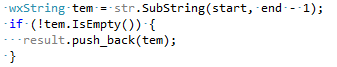 wxString tem = str.SubString(start, end - 1);
if (!tem.IsEmpty()) {
result.push_back(tem);
}